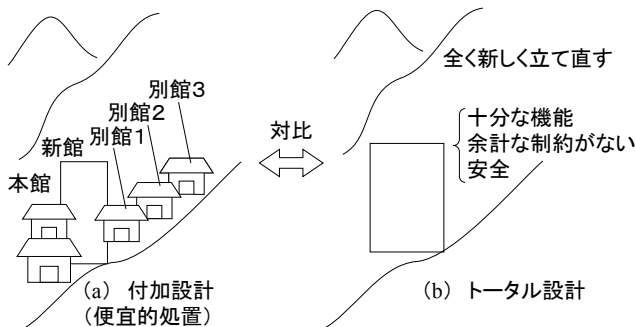 別館3
別館2
別館1
新館
本館
(a) 付加設計
(便宜的処置)
対比
全く新しく立て直す
十分な機能
余計な制約がない
安全
(b) トータル設計